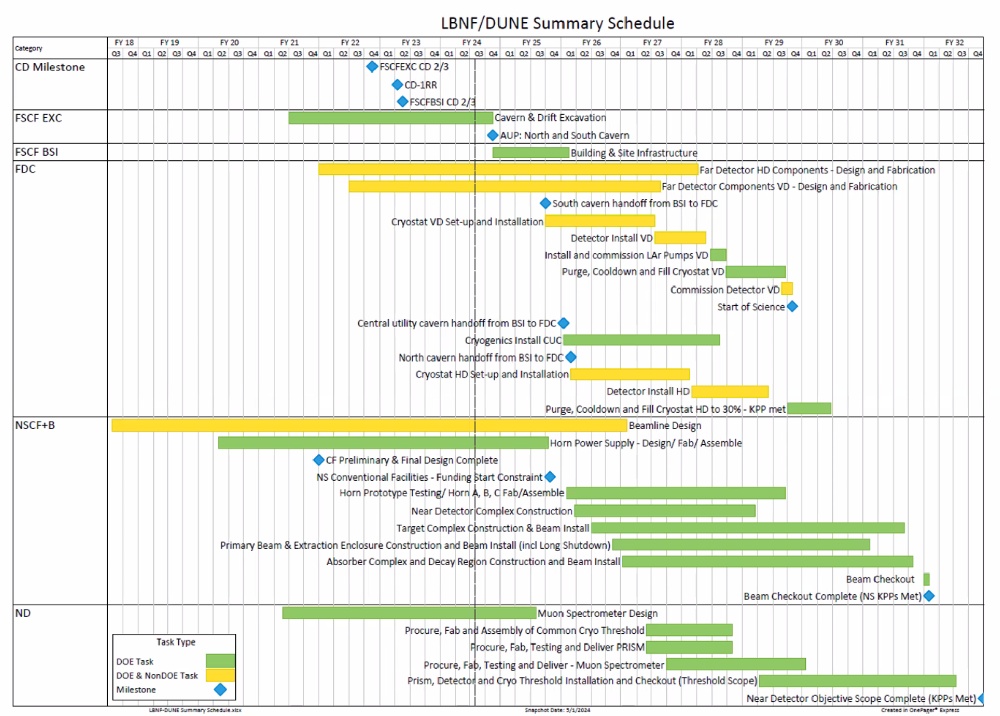 LBNF/DUNE Summary Schedule
Category
FY 18 FY 19 FY 20 FY 21 FY 22 FY 23 FY 24 FY 25 FY 26 FY 27 FY 28 FY 29 FY 30 FY 31 FY 32
Q3 Q4 Q1 Q2 Q3 Q4 Q1 Q2 Q3 Q4 Q1 Q2 Q3 Q4 Q1 Q2 Q3 Q4 Q1 Q2 Q3 Q4 Q1 Q2 Q3 Q4 Q1 Q2 Q3 Q4 Q1 Q2 Q3 Q4 Q1 Q2 Q3 Q4 Q1 Q2 Q3 Q4 Q1 Q2 Q3 Q4 Q1 Q2 Q3 Q4 Q1 Q2 Q3 Q4 Q1 Q2 Q3 Q4
CD Milestone
FSCFEXC CD 2/3
CD-1RR
FSCFBSI CD 2/3
FSCF EXC
Cavern & Drift Excavation
AUP: North and South Cavern
FSCF BSI
Building & Site Infrastructure
FDC
Far Detector HD Components - Design and Fabrication
Far Detector Components VD - Design and Fabrication
South cavern handoff from BSI to FDC
Cryostat VD Set-up and Installation
Detector Install VD
Install and commission LAr Pumps VD
Purge, Cooldown and Fill Cryostat VD
Commission Detector VD
Start of Science
Central utility cavern handoff from BSI to FDC
Cryogenics Install CUC
North cavern handoff from BSI to FDC
Cryostat HD Set-up and Installation
Detector Install HD
Purge, Cooldown and Fill Cryostat HD to 30% - KPP met
NSCF+B
Beamline Design
Horn Power Supply - Design/ Fab/ Assemble
CF Preliminary & Final Design Complete
NS Conventional Facilities - Funding Start Constraint
Horn Prototype Testing/ Horn A, B, C Fab/Assemble
Near Detector Complex Construction
Target Complex Construction & Beam Install
Primary Beam & Extraction Enclosure Construction and Beam Install (incl Long Shutdown)
Absorber Complex and Decay Region Construction and Beam Install
Beam Checkout
Beam Checkout Complete (NS KPPs Met)
ND
Muon Spectrometer Design
Procure, Fab and Assembly of Common Cryo Threshold
Procure, Fab, Testing and Deliver PRISM
Procure, Fab, Testing and Deliver - Muon Spectrometer
Prism, Detector and Cryo Threshold Installation and Checkout (Threshold Scope)
Near Detector Objective Scope Complete (KPPs Met)
Task Type
DOE Task
DOE & NonDOE Task
Milestone
LBNF-DUNE Summary Schedule.xlsx
Snapshot Date: 5/1/2024
Created in OnePager® Express